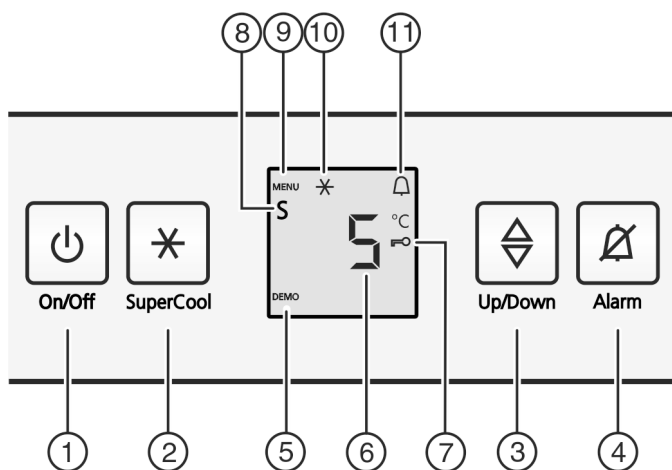 8 9 10 11
MENU
S
5 °C
DEMO
On/Off SuperCool Up/Down Alarm
1 2 5 6 7 3 4